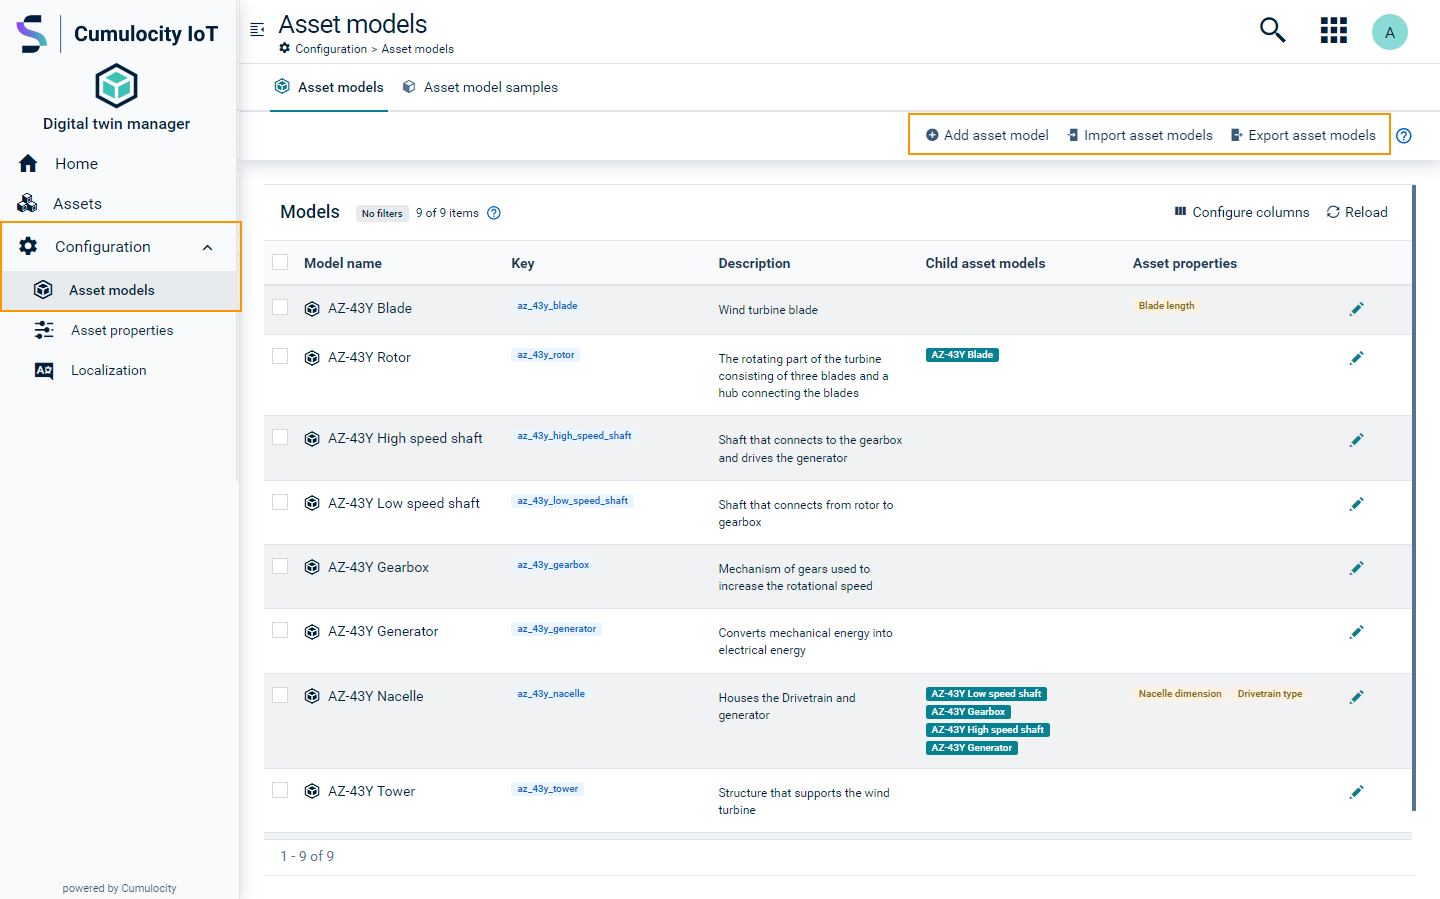 Cumulocity IoT
Digital twin manager
Home
Assets
Configuration
Asset models
Asset properties
Localization
powered by Cumulocity
Asset models
Configuration > Asset models
A
Asset models
Asset model samples
Add asset model
Import asset models
Export asset models
Models
No filters
9 of 9 items
Configure columns
Reload
Model name
Key
Description
Child asset models
Asset properties
AZ-43Y Blade
az_43y_blade
Wind turbine blade
Blade length
AZ-43Y Rotor
az_43y_rotor
The rotating part of the turbine
consisting of three blades and a
hub connecting the blades
AZ-43Y Blade
AZ-43Y High speed shaft
az_43y_high_speed_shaft
Shaft that connects to the gearbox
and drives the generator
AZ-43Y Low speed shaft
az_43y_low_speed_shaft
Shaft that connects from rotor to
gearbox
AZ-43Y Gearbox
az_43y_gearbox
Mechanism of gears used to
increase the rotational speed
AZ-43Y Generator
az_43y_generator
Converts mechanical energy into
electrical energy
AZ-43Y Nacelle
az_43y_nacelle
Houses the Drivetrain and
generator
AZ-43Y Low speed shaft
AZ-43Y Gearbox
AZ-43Y High speed shaft
AZ-43Y Generator
Nacelle dimension
Drivetrain type
AZ-43Y Tower
az_43y_tower
Structure that supports the wind
turbine
1 - 9 of 9